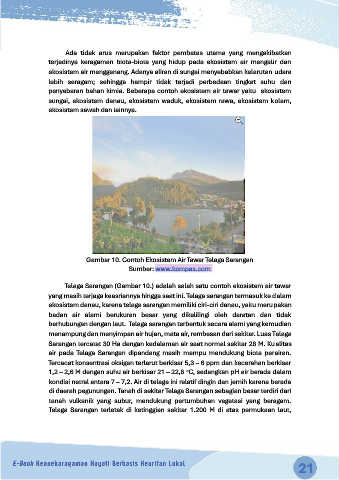 Ada tidak arus merupakan faktor pembatas utama yang mengakibatkan
terjadinya keragaman biota-biota yang hidup pada ekosistem air mengalir dan
ekosistem air menggenang. Adanya aliran di sungai menyebabkan kelarutan udara
lebih seragam; sehingga hampir tidak terjadi perbedaan tingkat suhu dan
penyebaran bahan kimia. Beberapa contoh ekosistem air tawar yaitu ekosistem
sungai, ekosistem danau, ekosistem waduk, ekosistem rawa, ekosistem kolam,
ekosistem sawah dan lainnya.
Gambar 10. Contoh Ekosistem Air Tawar Telaga Sarangan
Sumber: www.kompas.com
Telaga Sarangan (Gambar 10.) adalah salah satu contoh ekosistem air tawar
yang masih terjaga keasriannya hingga saat ini. Telaga sarangan termasuk ke dalam
ekosistem danau, karena telaga sarangan memiliki ciri-ciri danau, yaitu merupakan
badan air alami berukuran besar yang dikelilingi oleh daratan dan tidak
berhubungan dengan laut. Telaga sarangan terbentuk secara alami yang kemudian
menampung dan menyimpan air hujan, mata air, rembesan dari sekitar. Luas Telaga
Sarangan tercatat 30 Ha dengan kedalaman air saat normal sekitar 28 M. Kualitas
air pada Telaga Sarangan dipandang masih mampu mendukung biota perairan.
Tercacat konsentrasi oksigen terlarut berkisar 5,3 – 6 ppm dan kecerahan berkisar
1,2 – 2,6 M dengan suhu air berkisar 21 – 22,8 °C, sedangkan pH air berada dalam
kondisi netral antara 7 – 7,2. Air di telaga ini relatif dingin dan jernih karena berada
di daerah pegunungan. Tanah di sekitar Telaga Sarangan sebagian besar terdiri dari
tanah vulkanik yang subur, mendukung pertumbuhan vegetasi yang beragam.
Telaga Sarangan terletak di ketinggian sekitar 1.200 M di atas permukaan laut,
E-Book Keanekaragaman Hayati Berbasis Kearifan Lokal
21